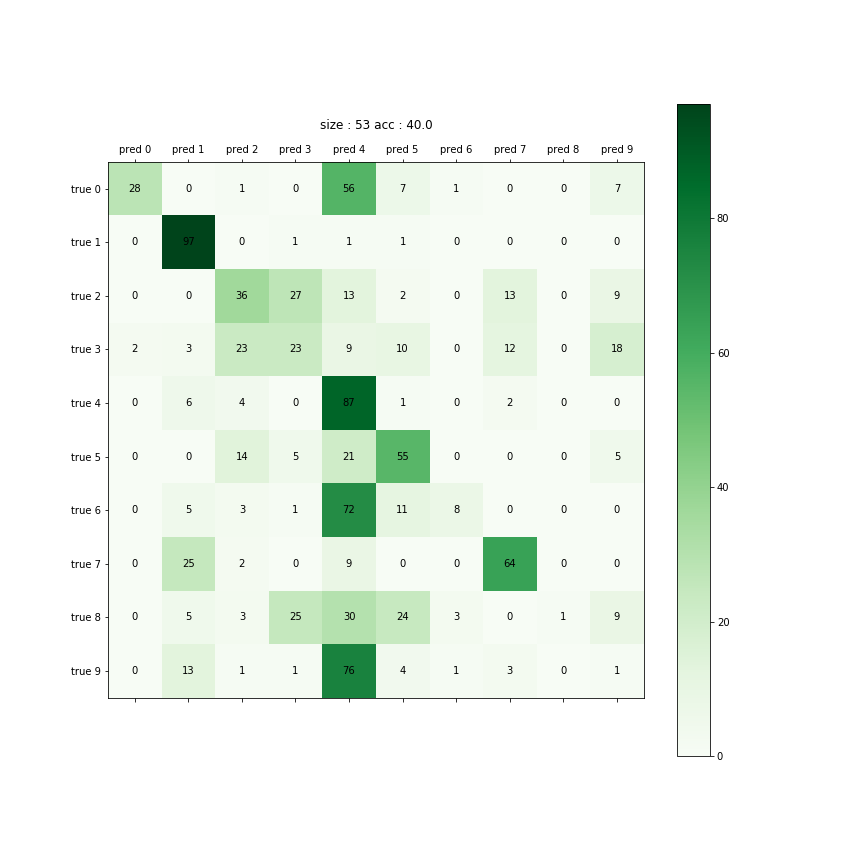 size : 53 acc : 40.0
pred 0 pred 1 pred 2 pred 3 pred 4 pred 5 pred 6 pred 7 pred 8 pred 9
true 0 28 0 1 0 56 7 1 0 0 7
true 1 0 97 0 1 1 1 0 0 0 0
true 2 0 0 36 27 13 2 0 13 0 9
true 3 2 3 23 23 9 10 0 12 0 18
true 4 0 6 4 0 87 1 0 2 0 0
true 5 0 0 14 5 21 55 0 0 0 5
true 6 0 5 3 1 72 11 8 0 0 0
true 7 0 25 2 0 9 0 0 64 0 0
true 8 0 5 3 25 30 24 3 0 1 9
true 9 0 13 1 1 76 4 1 3 0 1
80
60
40
20
0